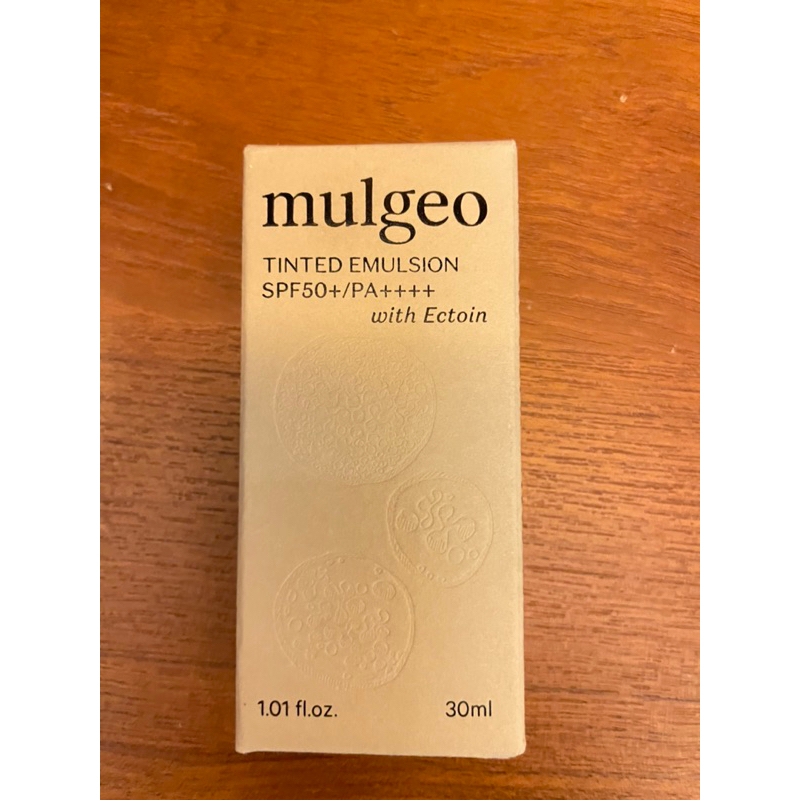 mulgeo
TINTED EMULSION
SPF50+/PA++++
with Ectoin
1.01 fl.oz. 30ml